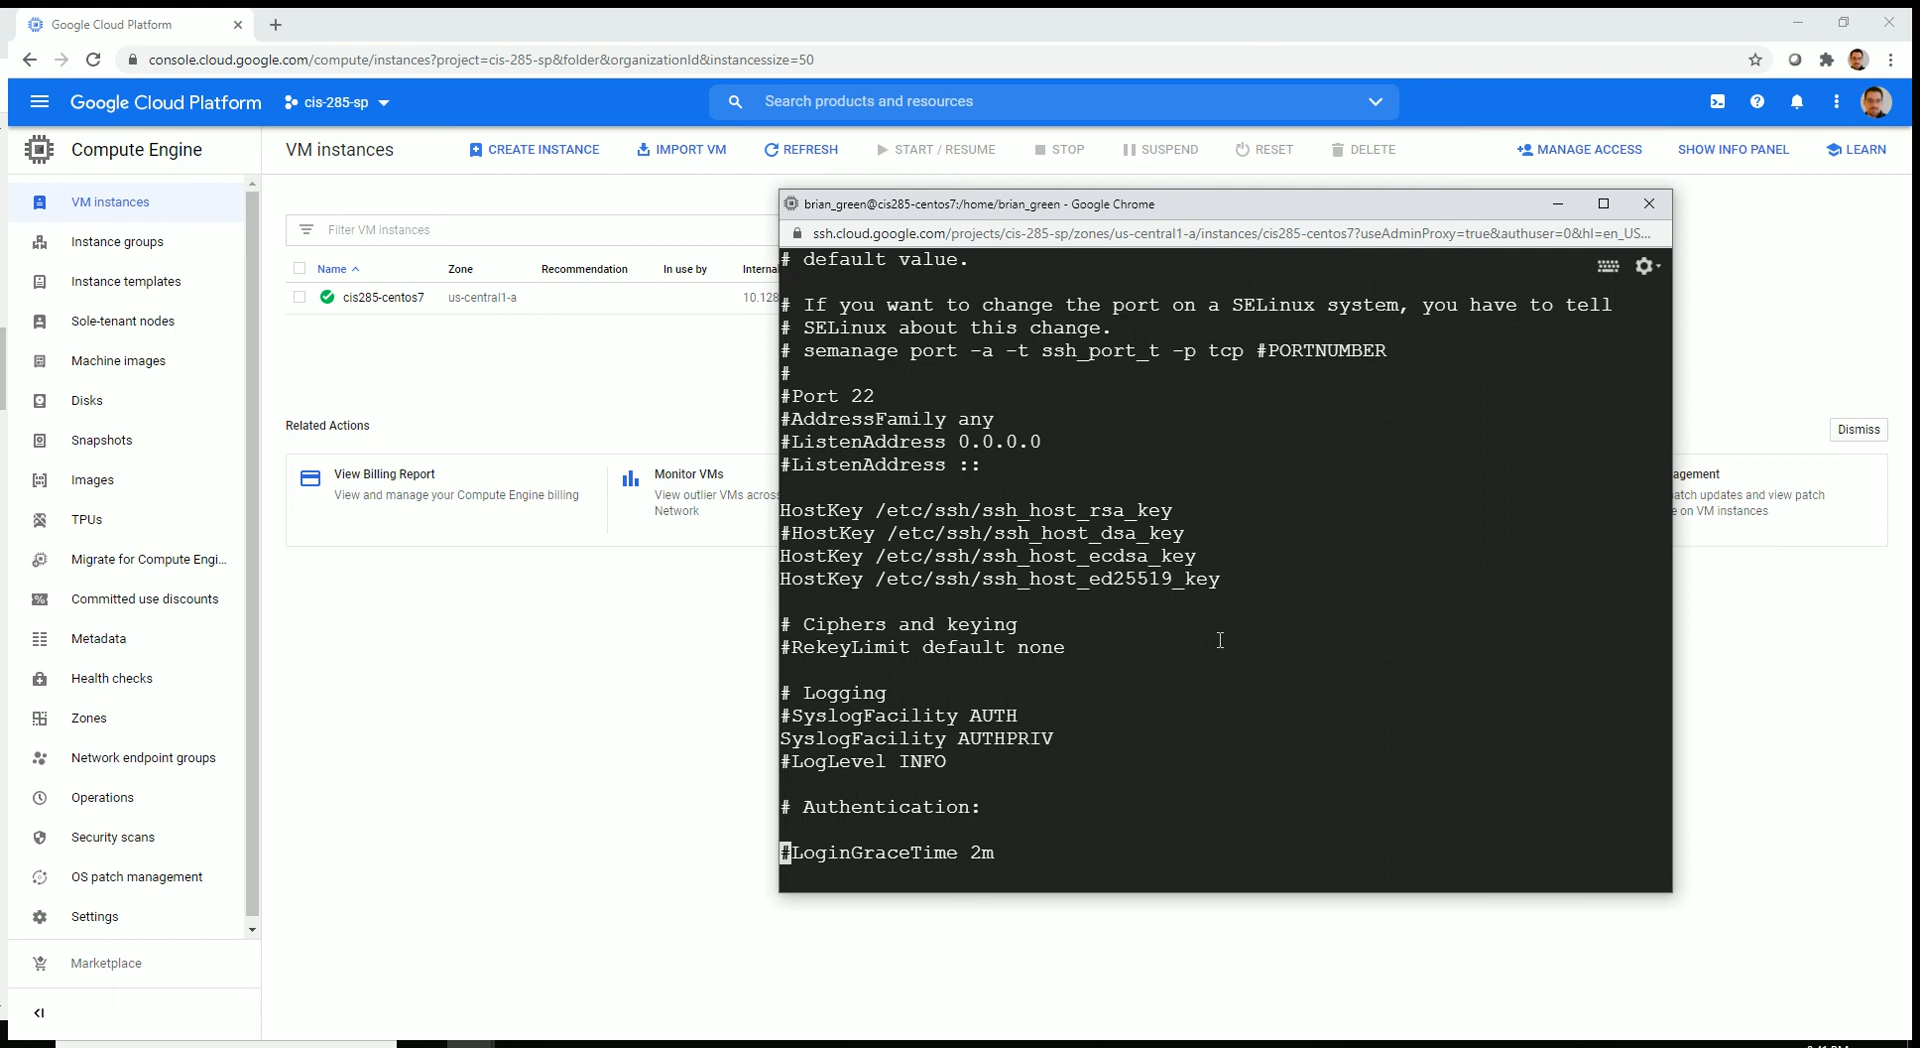 Google Cloud Platform
console.cloud.google.com/compute/instances?project=cis-285-sp&folder&organizationId&instancessize=50
Google Cloud Platform
cis-285-sp
Search products and resources
Compute Engine
VM instances
CREATE INSTANCE
IMPORT VM
REFRESH
START / RESUME
STOP
SUSPEND
RESET
DELETE
MANAGE ACCESS
SHOW INFO PANEL
LEARN
VM instances
Instance groups
Instance templates
Sole-tenant nodes
Machine images
Disks
Snapshots
Images
TPUs
Migrate for Compute Engi...
Committed use discounts
Metadata
Health checks
Zones
Network endpoint groups
Operations
Security scans
OS patch management
Settings
Marketplace
Filter VM instances
Name
Zone
Recommendation
In use by
Interna
cis285-centos7
us-central1-a
10.128
Related Actions
Dismiss
View Billing Report
View and manage your Compute Engine billing
Monitor VMs
View outlier VMs across
Network
agement
atch updates and view patch
e on VM instances
brian_green@cis285-centos7:/home/brian_green - Google Chrome
ssh.cloud.google.com/projects/cis-285-sp/zones/us-central1-a/instances/cis285-centos7?useAdminProxy=true&authuser=0&hl=en_US...
# default value.
# If you want to change the port on a SELinux system, you have to tell
# SELinux about this change.
# semanage port -a -t ssh_port_t -p tcp #PORTNUMBER
#
#Port 22
#AddressFamily any
#ListenAddress 0.0.0.0
#ListenAddress ::
HostKey /etc/ssh/ssh_host_rsa_key
#HostKey /etc/ssh/ssh_host_dsa_key
HostKey /etc/ssh/ssh_host_ecdsa_key
HostKey /etc/ssh/ssh_host_ed25519_key
# Ciphers and keying
#RekeyLimit default none
# Logging
#SyslogFacility AUTH
SyslogFacility AUTHPRIV
#LogLevel INFO
# Authentication:
#LoginGraceTime 2m